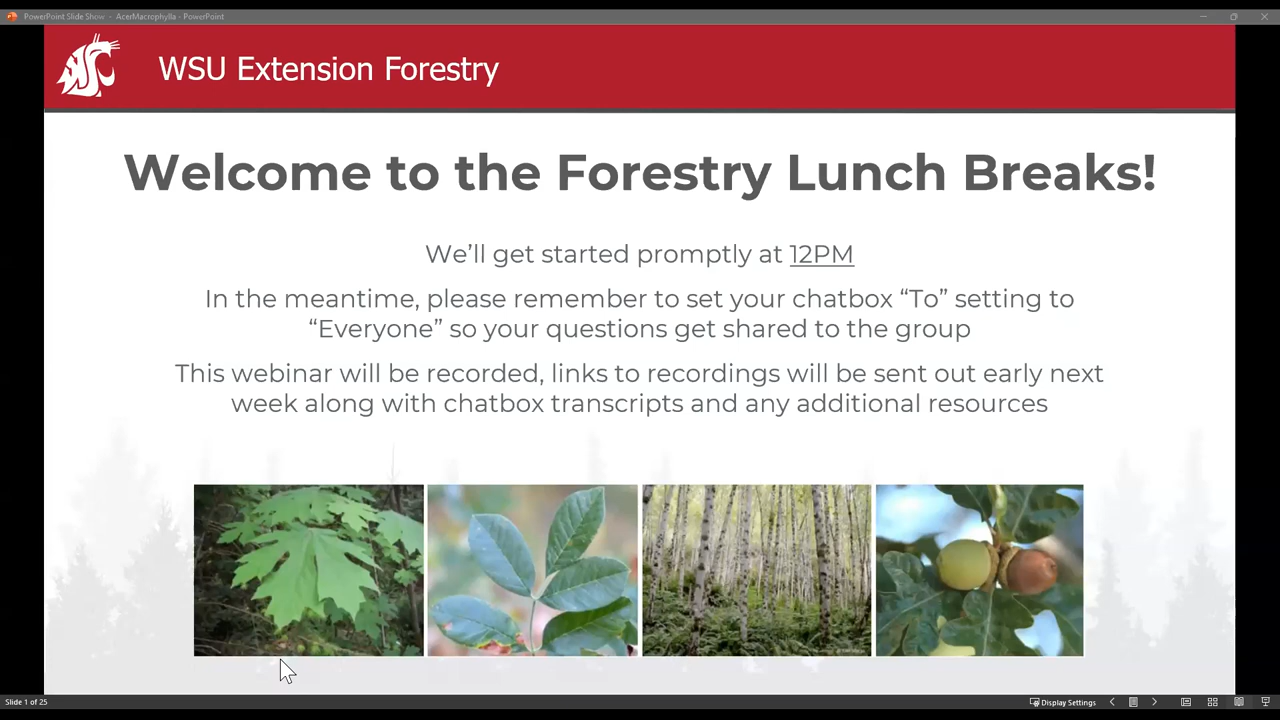 PowerPoint Slide Show - AcerMacrophylla - PowerPoint
WSU Extension Forestry
Welcome to the Forestry Lunch Breaks!
We’ll get started promptly at 12PM
In the meantime, please remember to set your chatbox “To” setting to
“Everyone” so your questions get shared to the group
This webinar will be recorded, links to recordings will be sent out early next
week along with chatbox transcripts and any additional resources
Slide 1 of 25
Display Settings